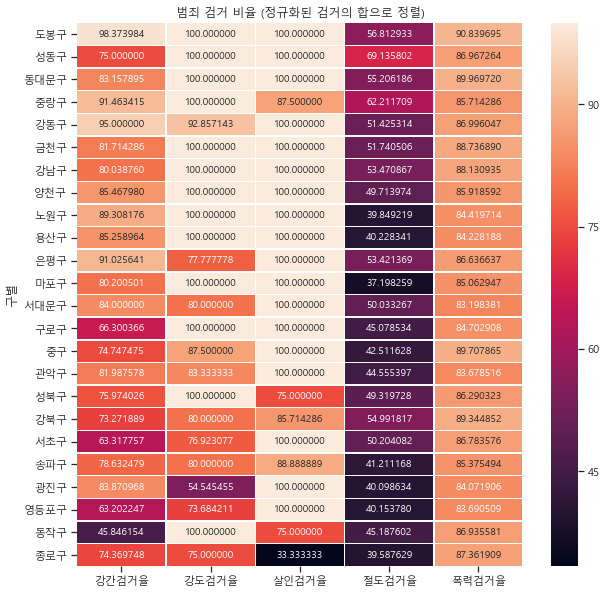 범죄 검거 비율 (정규화된 검거의 합으로 정렬)
도봉구 98.373984 100.000000 100.000000 56.812933 90.839695
성동구 75.000000 100.000000 100.000000 69.135802 86.967264
동대문구 83.157895 100.000000 100.000000 55.206186 89.969720
중랑구 91.463415 100.000000 87.500000 62.211709 85.714286
강동구 95.000000 92.857143 100.000000 51.425314 86.996047
금천구 81.714286 100.000000 100.000000 51.740506 88.736890
강남구 80.038760 100.000000 100.000000 53.470867 88.130935
양천구 85.467980 100.000000 100.000000 49.713974 85.918592
노원구 89.308176 100.000000 100.000000 39.849219 84.419714
용산구 85.258964 100.000000 100.000000 40.228341 84.228188
은평구 91.025641 77.777778 100.000000 53.421369 86.636637
마포구 80.200501 100.000000 100.000000 37.198259 85.062947
서대문구 84.000000 80.000000 100.000000 50.033267 83.198381
구로구 66.300366 100.000000 100.000000 45.078534 84.702908
중구 74.747475 87.500000 100.000000 42.511628 89.707865
관악구 81.987578 83.333333 100.000000 44.555397 83.678516
성북구 75.974026 100.000000 75.000000 49.319728 86.290323
강북구 73.271889 80.000000 85.714286 54.991817 89.344852
서초구 63.317757 76.923077 100.000000 50.204082 86.783576
송파구 78.632479 80.000000 88.888889 41.211168 85.375494
광진구 83.870968 54.545455 100.000000 40.098634 84.071906
영등포구 63.202247 73.684211 100.000000 40.153780 83.690509
동작구 45.846154 100.000000 75.000000 45.187602 86.935581
종로구 74.369748 75.000000 33.333333 39.587629 87.361909
강간검거율 강도검거율 살인검거율 절도검거율 폭력검거율
구별
90
75
60
45